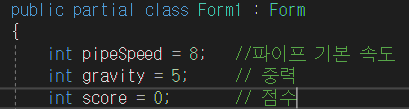 public partial class Form1 : Form
{
int pipeSpeed = 8; //파이프 기본 속도
int gravity = 5; // 중력
int score = 0; // 점수